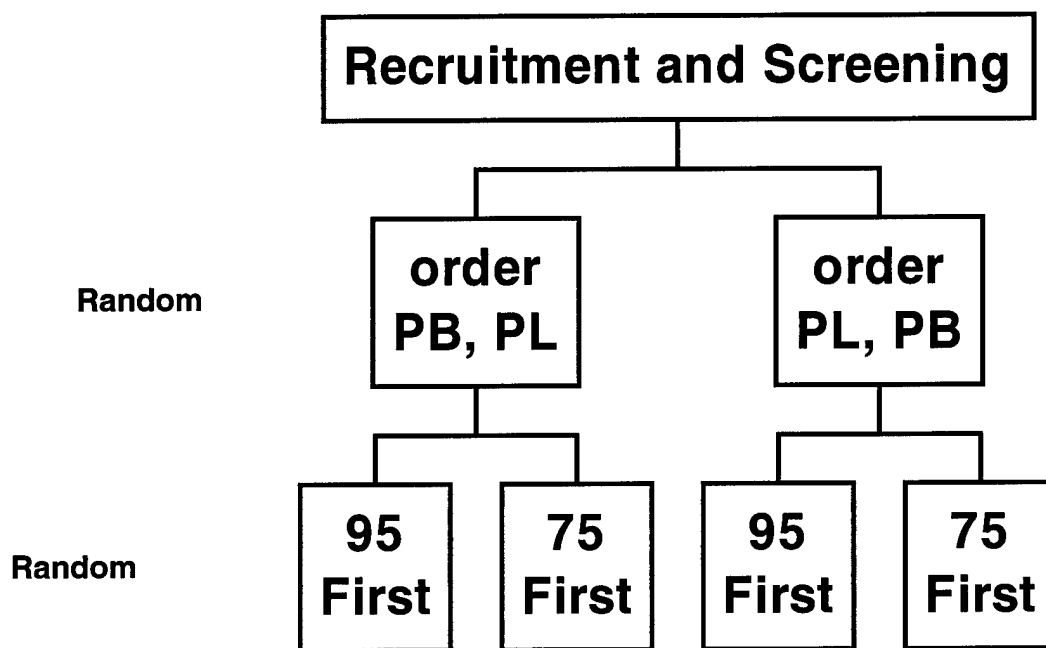 Recruitment and Screening
Random
order
PB, PL
order
PL, PB
Random
95
First
75
First
95
First
75
First